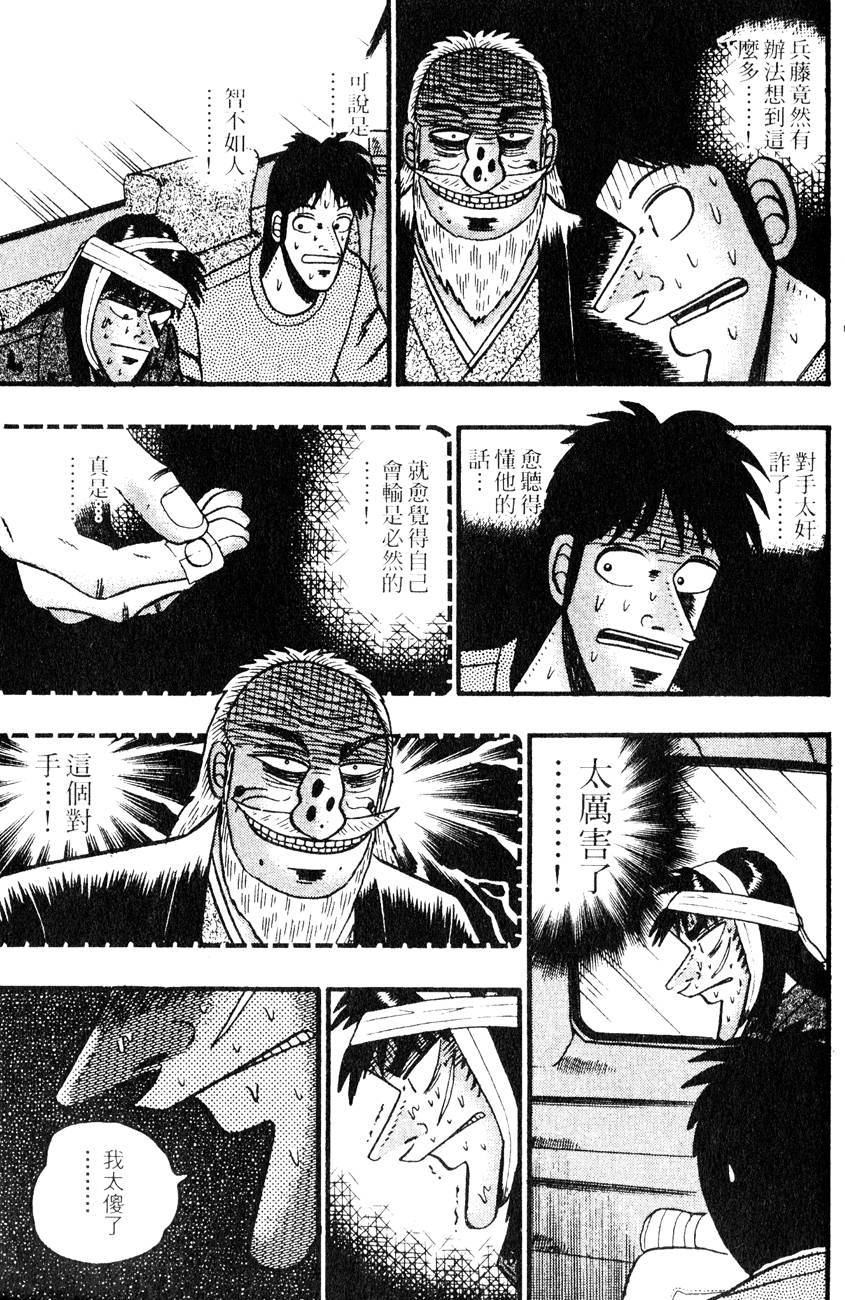 兵藤竟然有
辦法想到這
麼多……！
可說是
………！
智不如人
………！
對手太奸
詐了……
愈聽得
懂他的
話…
就愈覺得自己
會輸是必然的
……！
真是…
………！
太厲害了
………！
這個對
手…！
我太傻了
………